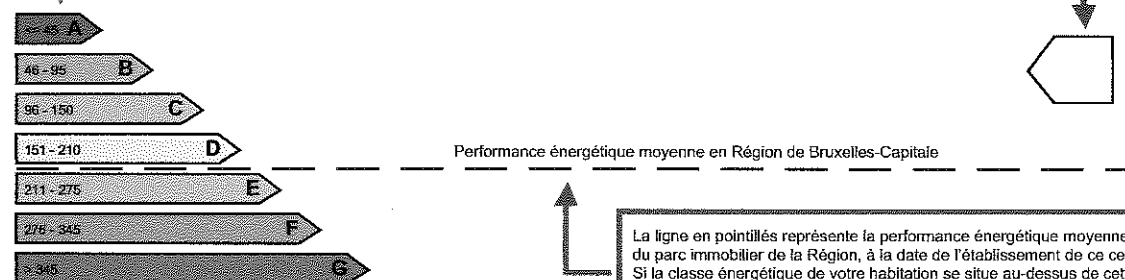 A
46 - 95 B
96 - 150 C
151 - 210 D
Performance énergétique moyenne en Région de Bruxelles-Capitale
211 - 275 E
276 - 345 F
> 345 G
La ligne en pointillés représente la performance énergétique moyenne
du parc immobilier de la Région, à la date de l'établissement de ce ce
Si la classe énergétique de votre habitation se situe au-dessus de cet